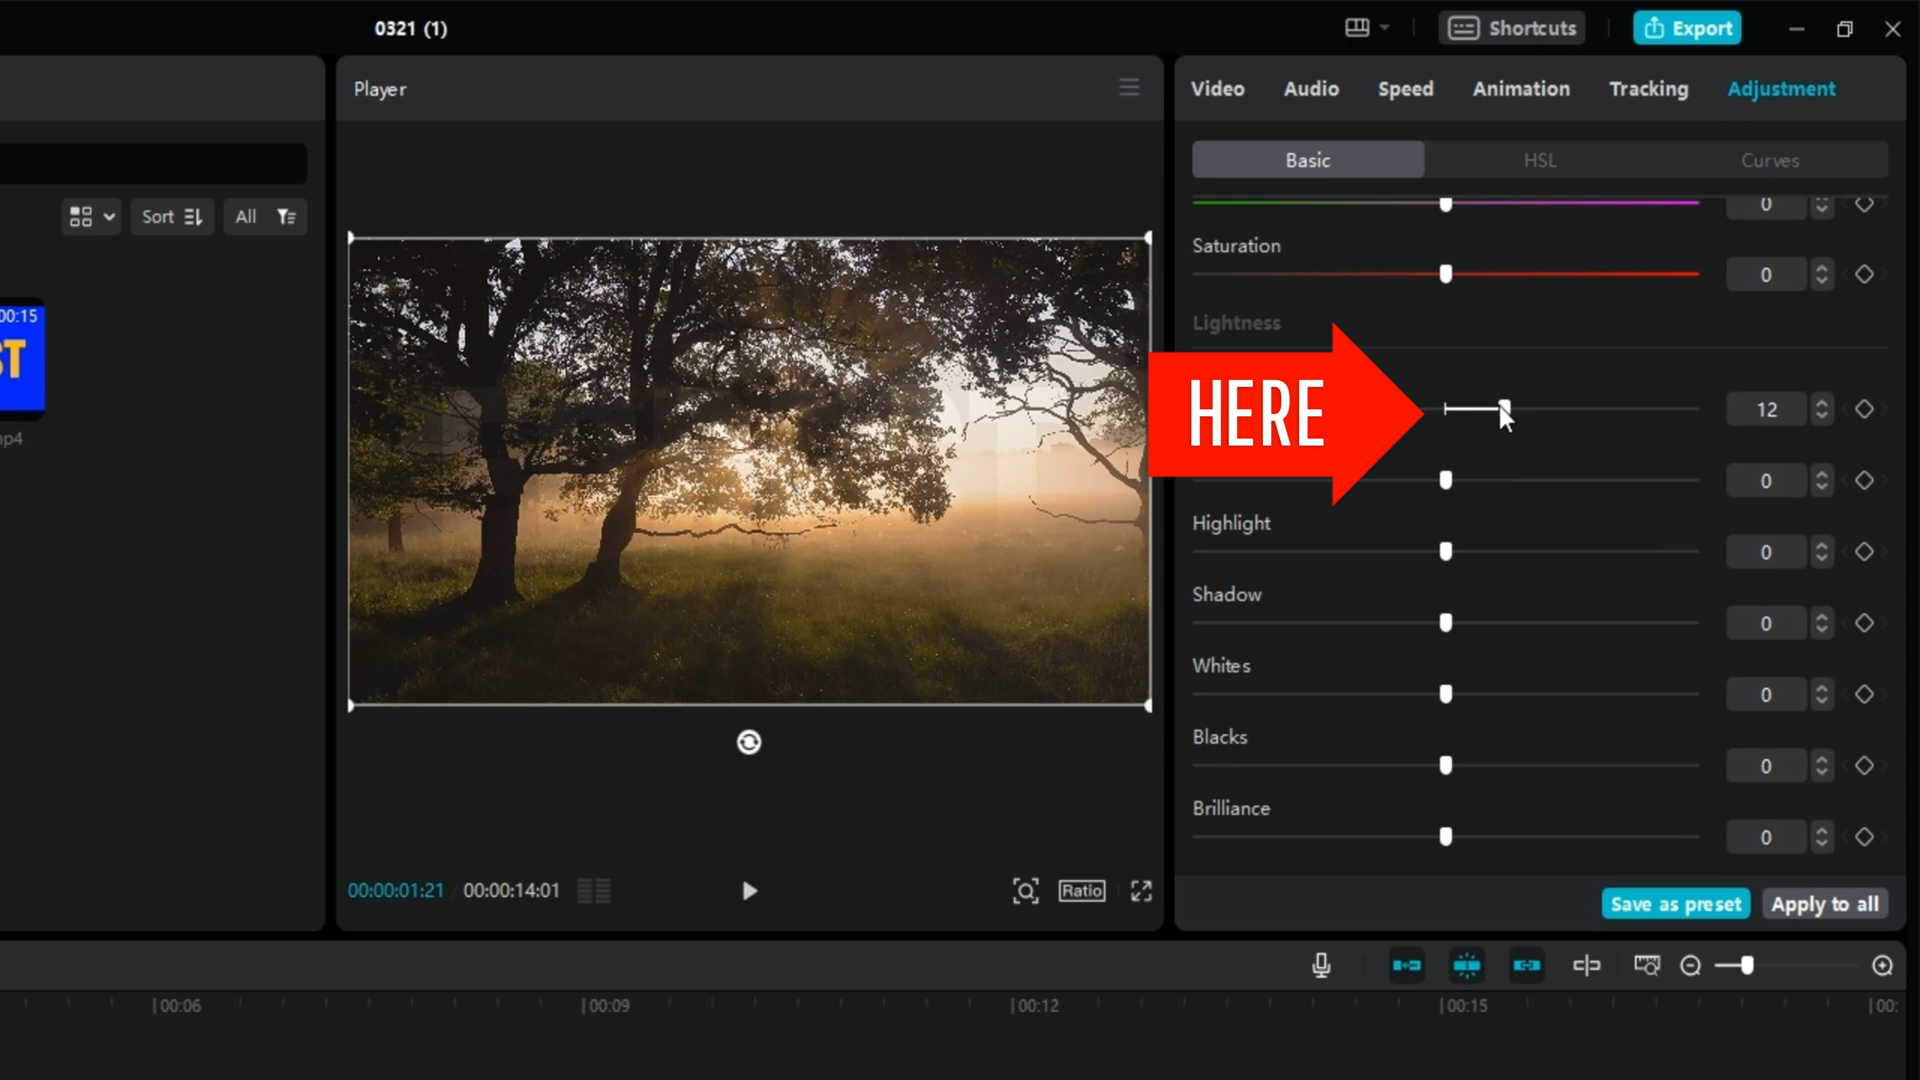 0321 (1)
Shortcuts
Export
Player
Video Audio Speed Animation Tracking Adjustment
Basic HSL Curves
0
Sort All
Saturation
0
00:15
ST
Lightness
HERE
12
mp4
0
Highlight
0
Shadow
0
Whites
0
Blacks
0
Brilliance
0
00:00:01:21 / 00:00:14:01
Ratio
Save as preset Apply to all
00:06 00:09 00:12 00:15 00: